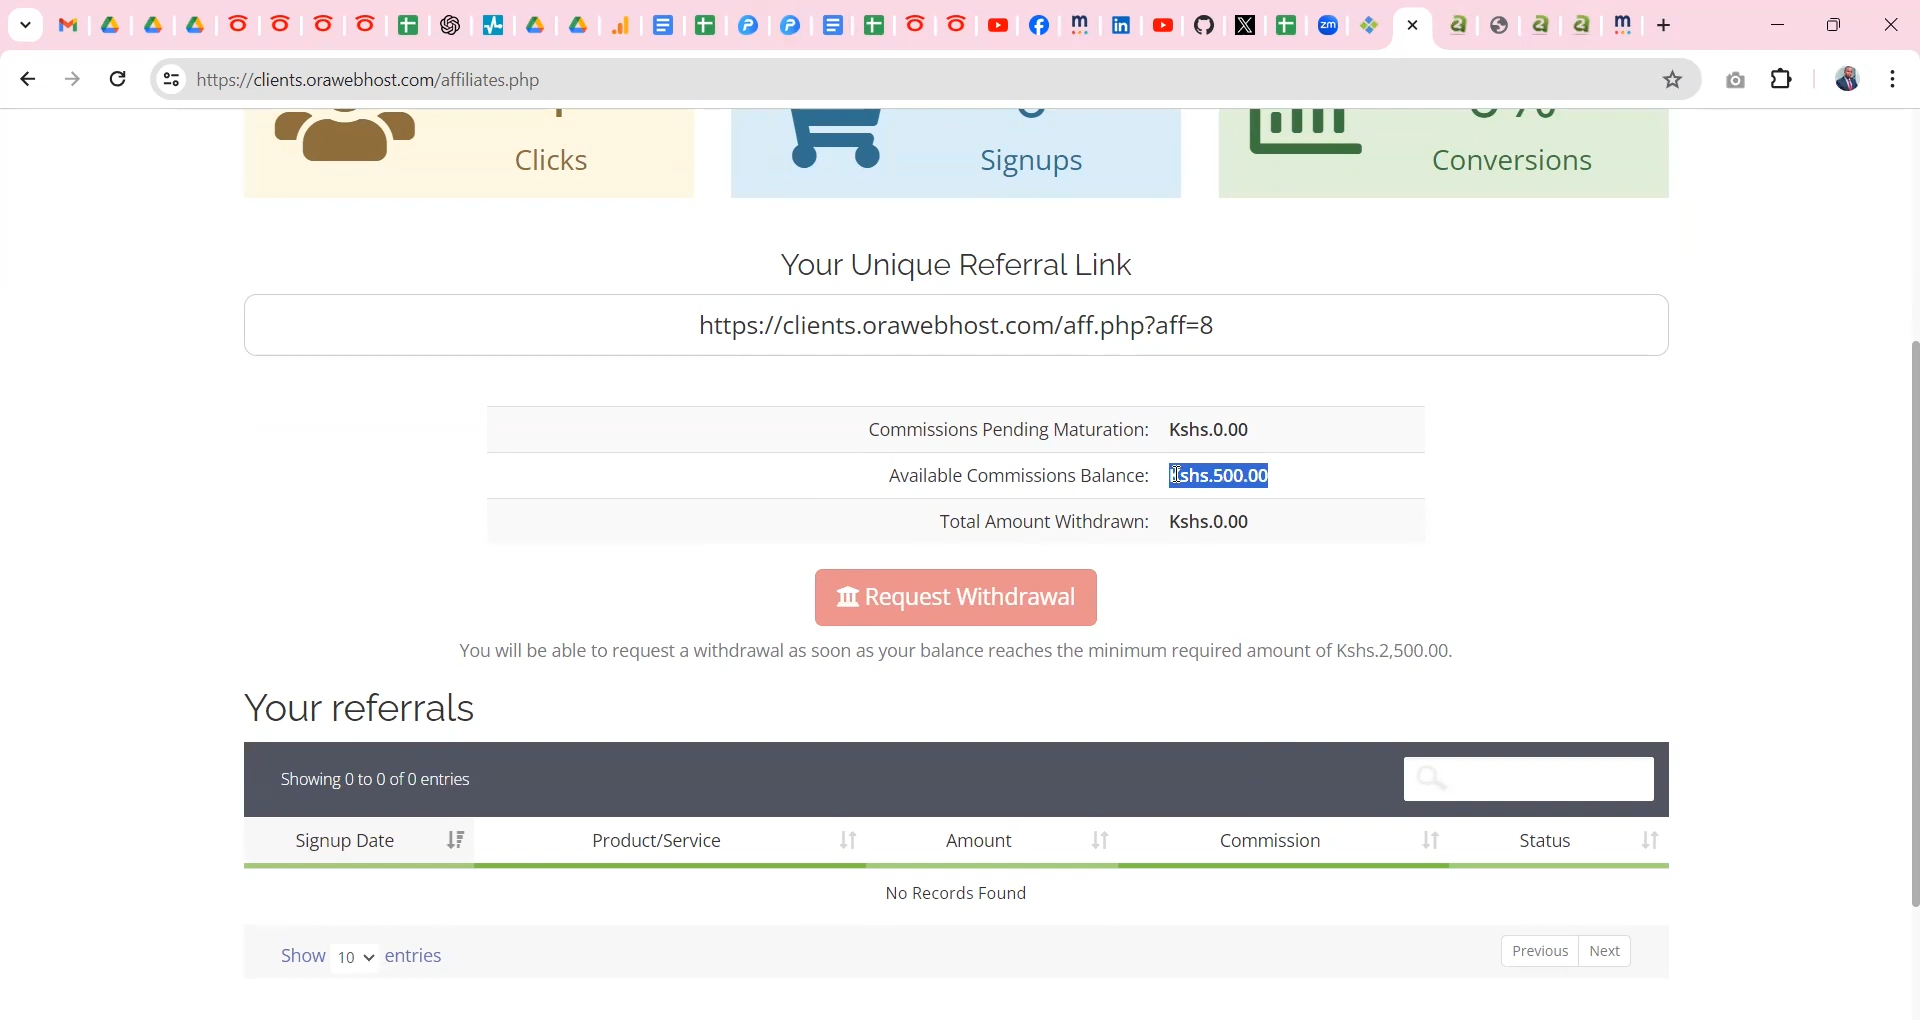 https://clients.orawebhost.com/affiliates.php
Clicks
Signups
Conversions
Your Unique Referral Link
https://clients.orawebhost.com/aff.php?aff=8
Commissions Pending Maturation: Kshs.0.00
Available Commissions Balance: Kshs.500.00
Total Amount Withdrawn: Kshs.0.00
Request Withdrawal
You will be able to request a withdrawal as soon as your balance reaches the minimum required amount of Kshs.2,500.00.
Your referrals
Showing 0 to 0 of 0 entries
Signup Date Product/Service Amount Commission Status
No Records Found
Show 10 entries
Previous Next